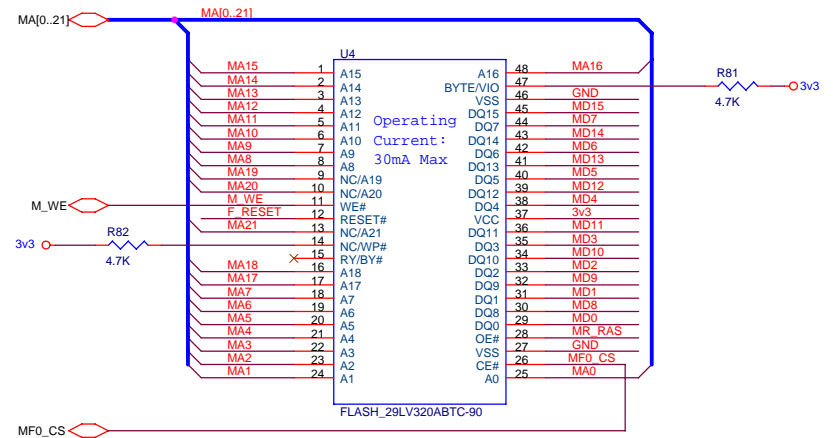 MA[0..21]
MA[0..21]
U4
MA15 1 A15 A16 48 MA16
MA14 2 A14 BYTE/VIO 47 R81 4.7K 3v3
MA13 3 A13 VSS 46 GND
MA12 4 A12 DQ15 45 MD15
MA11 5 A11 DQ7 44 MD7
MA10 6 A10 DQ14 43 MD14
MA9 7 A9 DQ6 42 MD6
MA8 8 A8 DQ13 41 MD13
MA19 9 NC/A19 DQ5 40 MD5
MA20 10 NC/A20 DQ12 39 MD12
M_WE M_WE 11 WE# DQ4 38 MD4
F_RESET 12 RESET# VCC 37 3v3
MA21 13 NC/A21 DQ11 36 MD11
3v3 R82 4.7K 14 NC/WP# DQ3 35 MD3
15 RY/BY# DQ10 34 MD10
MA18 16 A18 DQ2 33 MD2
MA17 17 A17 DQ9 32 MD9
MA7 18 A7 DQ1 31 MD1
MA6 19 A6 DQ8 30 MD8
MA5 20 A5 DQ0 29 MD0
MA4 21 A4 OE# 28 MR_RAS
MA3 22 A3 VSS 27 GND
MA2 23 A2 CE# 26 MF0_CS
MA1 24 A1 A0 25 MA0
Operating
Current:
30mA Max
FLASH_29LV320ABTC-90
MF0_CS